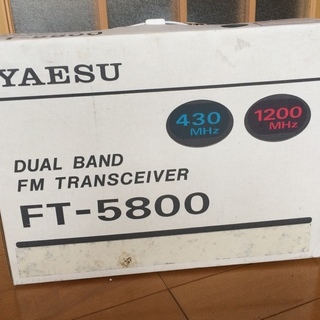 YAESU
430
MHz
1200
MHz
DUAL BAND
FM TRANSCEIVER
FT-5800